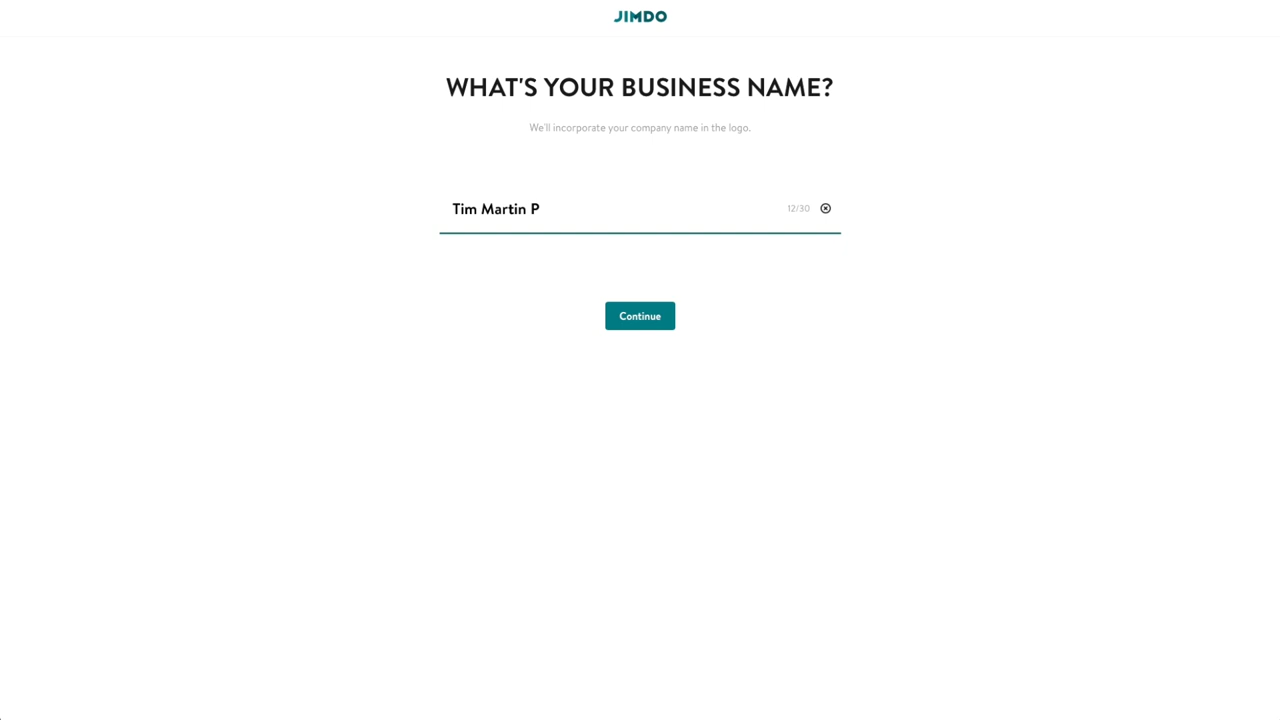 JIMDO
WHAT'S YOUR BUSINESS NAME?
We'll incorporate your company name in the logo.
Tim Martin P 12/30
Continue